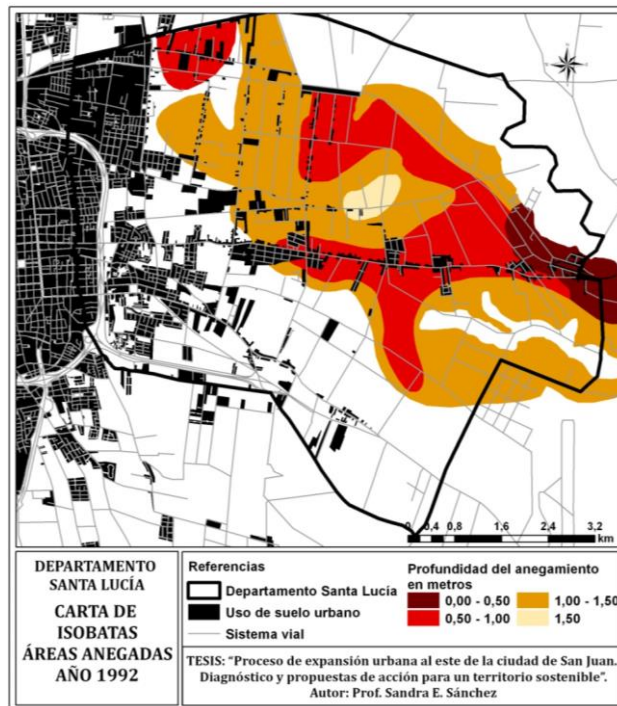 0 0,4 0,8 1,6 2,4 3,2
km
DEPARTAMENTO
SANTA LUCÍA
CARTA DE
ISOBATAS
ÁREAS ANEGADAS
AÑO 1992
Referencias
Departamento Santa Lucía
Uso de suelo urbano
Sistema vial
Profundidad del anegamiento
en metros
0,00 - 0,50
1,00 - 1,50
0,50 - 1,00
1,50
TESIS: “Proceso de expansión urbana al este de la ciudad de San Juan.
Diagnóstico y propuestas de acción para un territorio sostenible”.
Autor: Prof. Sandra E. Sánchez